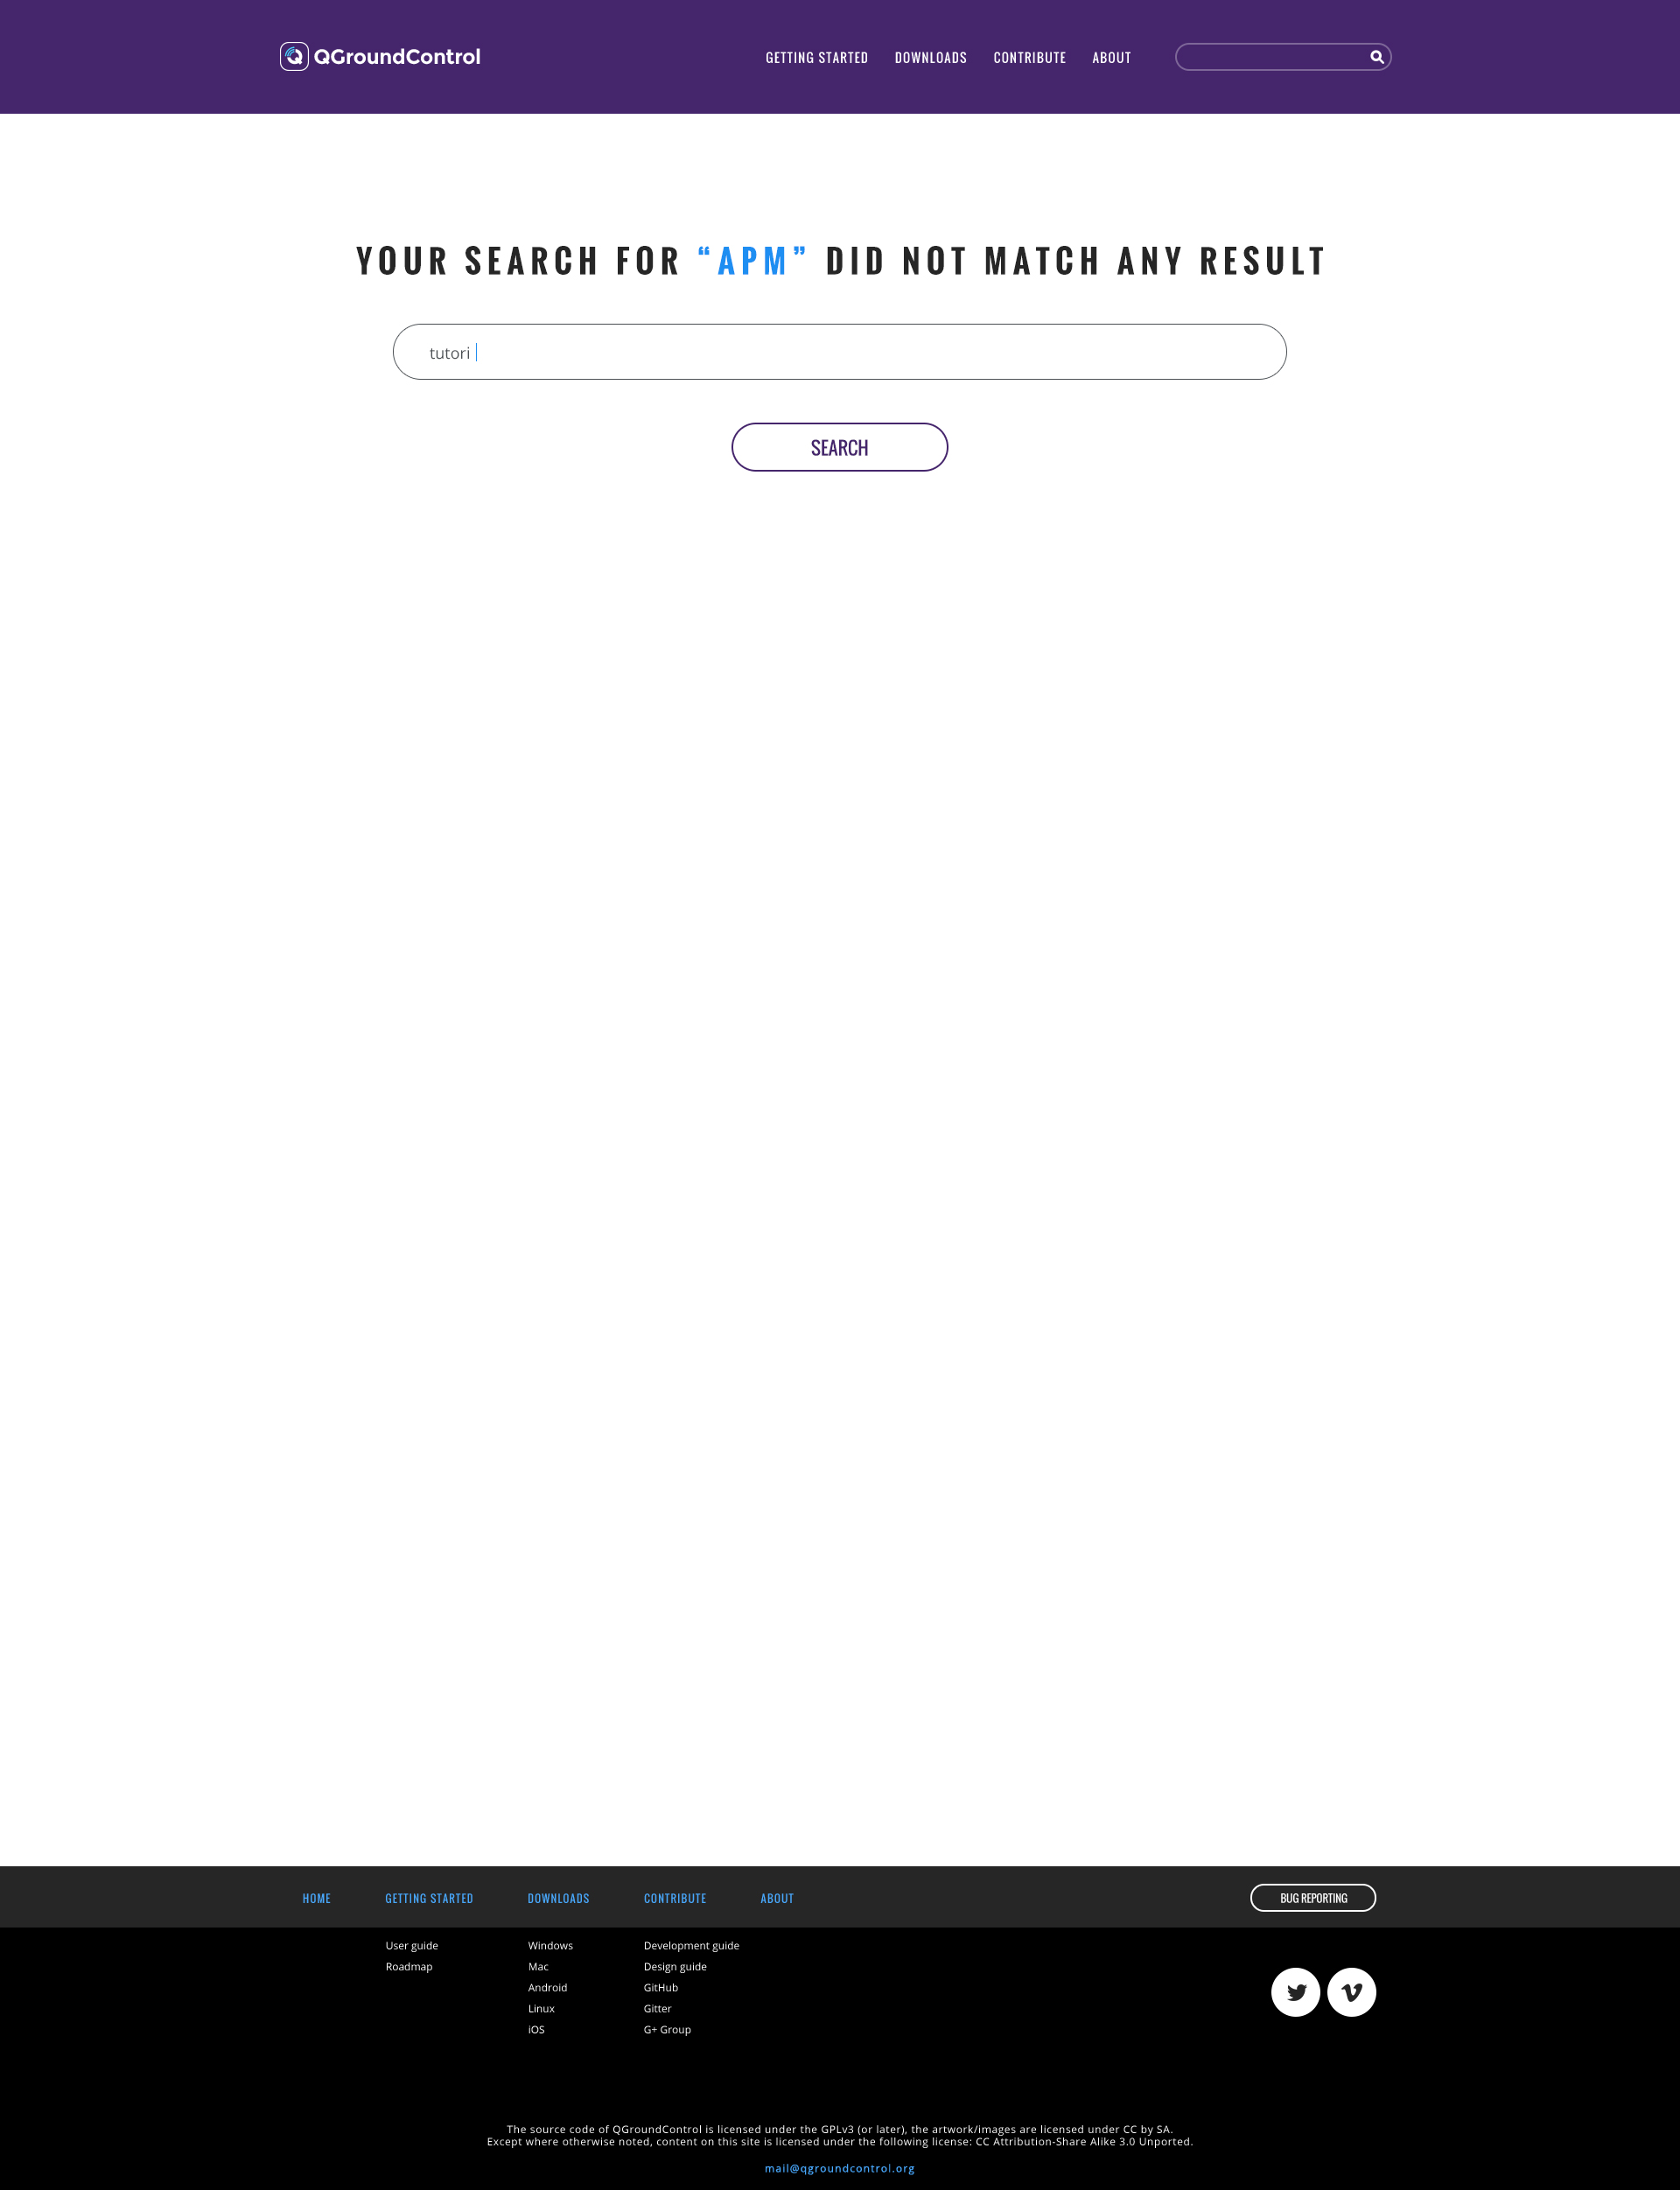 QGroundControl
GETTING STARTED DOWNLOADS CONTRIBUTE ABOUT
YOUR SEARCH FOR “APM” DID NOT MATCH ANY RESULT
tutori
SEARCH
HOME GETTING STARTED DOWNLOADS CONTRIBUTE ABOUT BUG REPORTING
User guide Windows Development guide
Roadmap Mac Design guide
Android GitHub
Linux Gitter
iOS G+ Group
The source code of QGroundControl is licensed under the GPLv3 (or later), the artwork/images are licensed under CC by SA.
Except where otherwise noted, content on this site is licensed under the following license: CC Attribution-Share Alike 3.0 Unported.
mail@qgroundcontrol.org